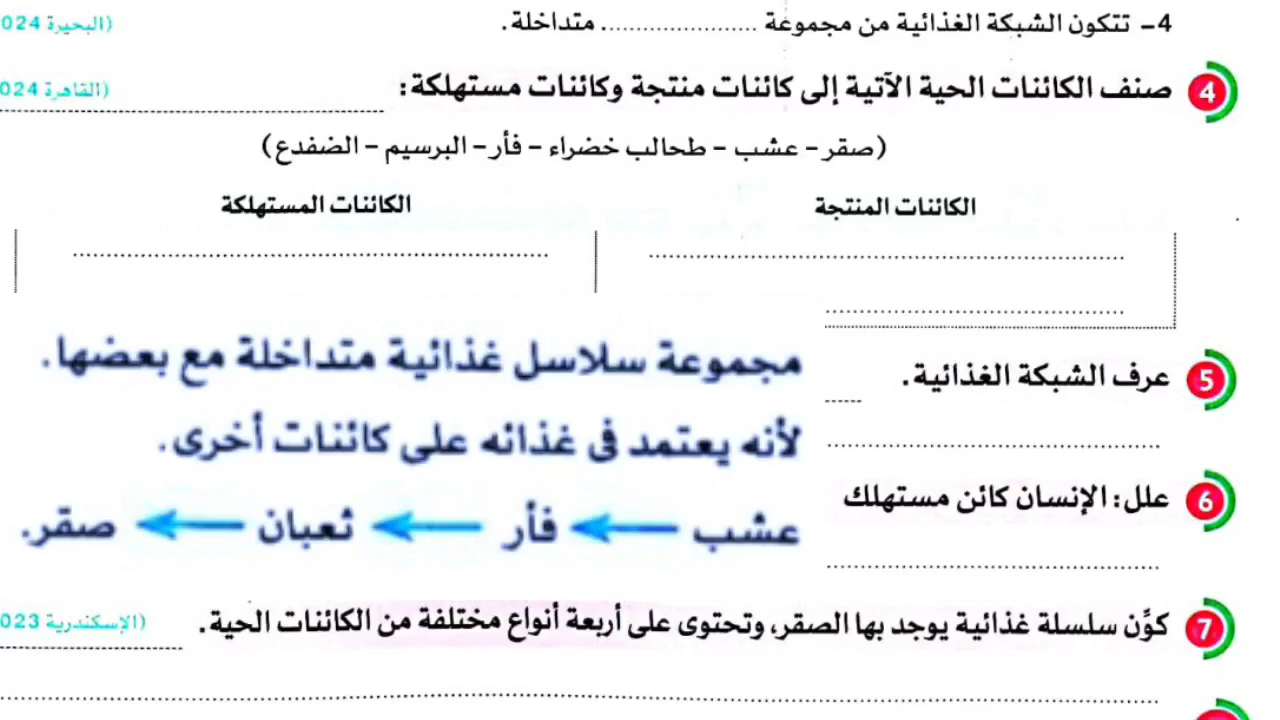 4- تتكون الشبكة الغذائية من مجموعة ..................... متداخلة. (البحيرة 024
4 صنف الكائنات الحية الآتية إلى كائنات منتجة وكائنات مستهلكة: (القاهرة 024
(صقر - عشب - طحالب خضراء - فأر - البرسيم - الضفدع)
الكائنات المنتجة الكائنات المستهلكة
مجموعة سلاسل غذائية متداخلة مع بعضها.
5 عرف الشبكة الغذائية.
لأنه يعتمد فى غذائه على كائنات أخرى.
6 علل: الإنسان كائن مستهلك
عشب ← فأر ← ثعبان ← صقر.
7 كوِّن سلسلة غذائية يوجد بها الصقر، وتحتوى على أربعة أنواع مختلفة من الكائنات الحية. (الإسكندرية 023